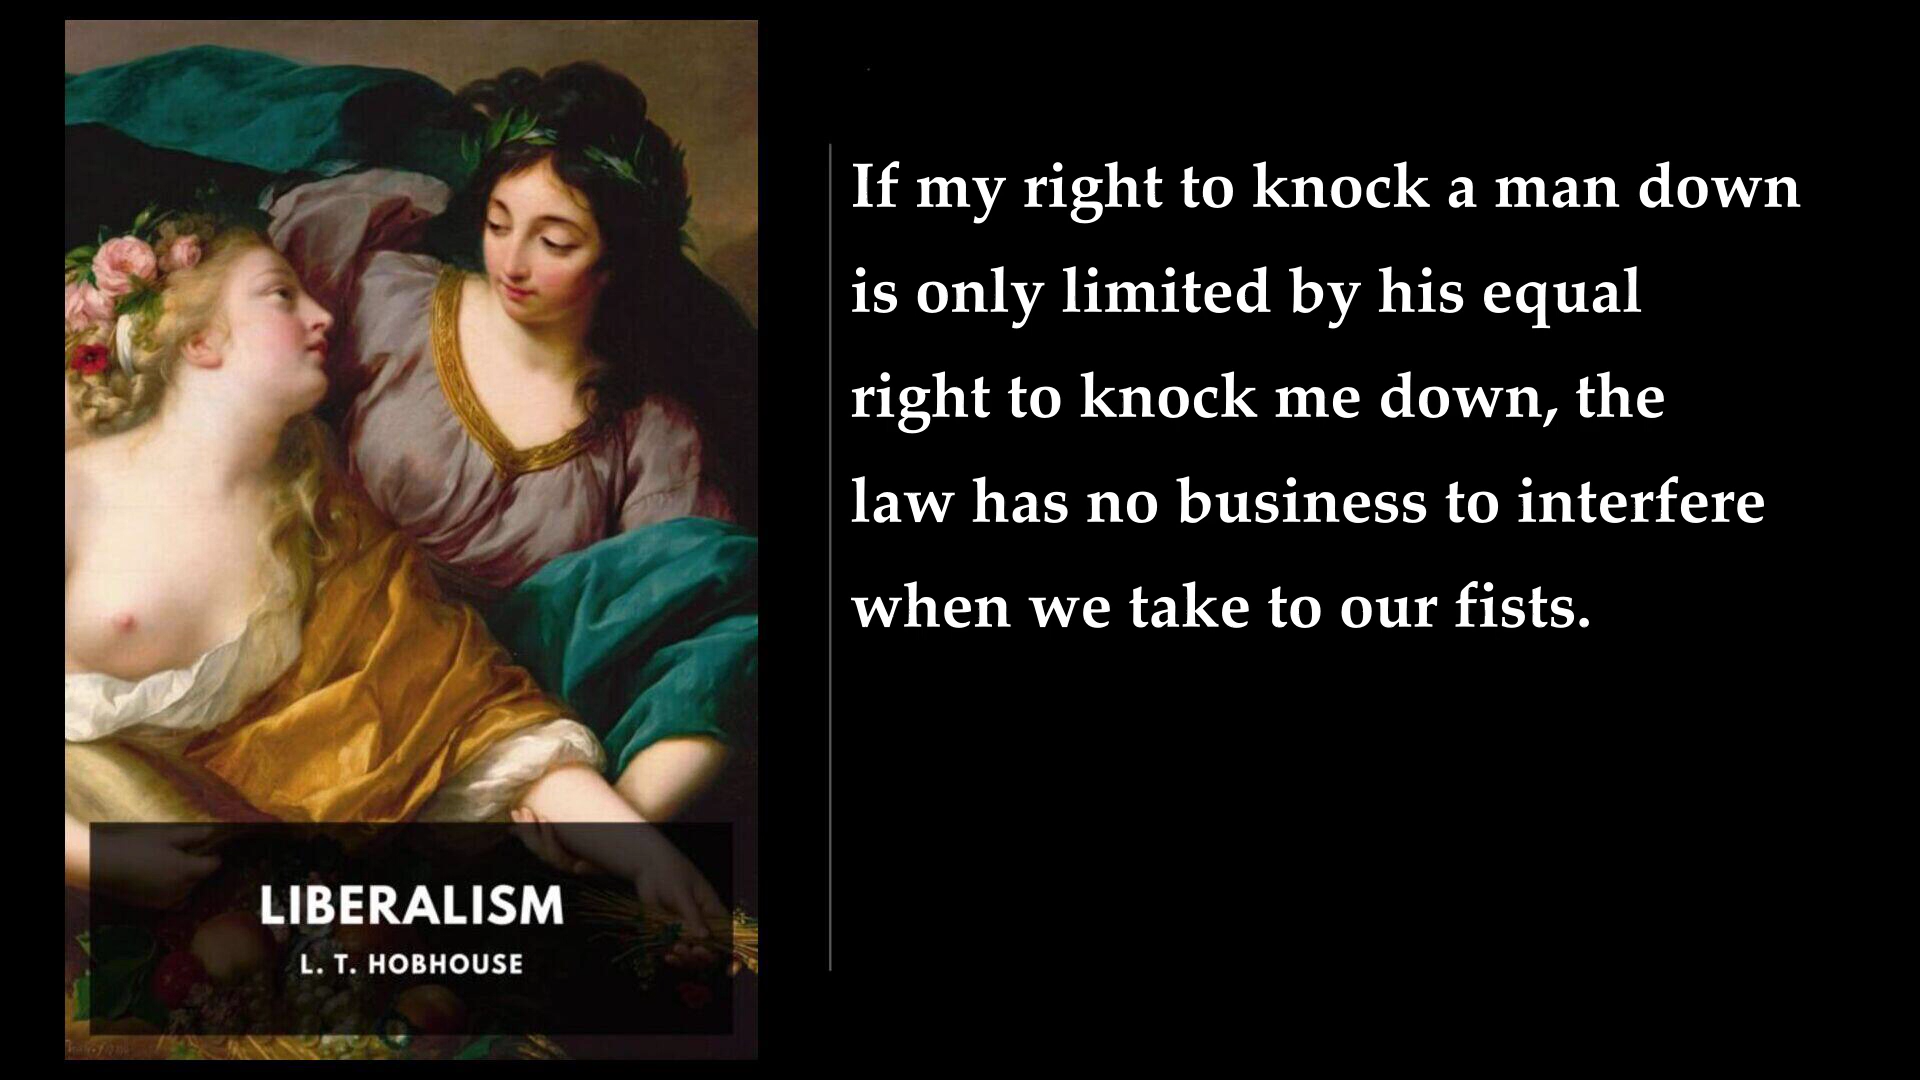 If my right to knock a man down
is only limited by his equal
right to knock me down, the
law has no business to interfere
when we take to our fists.
LIBERALISM
L. T. HOBHOUSE